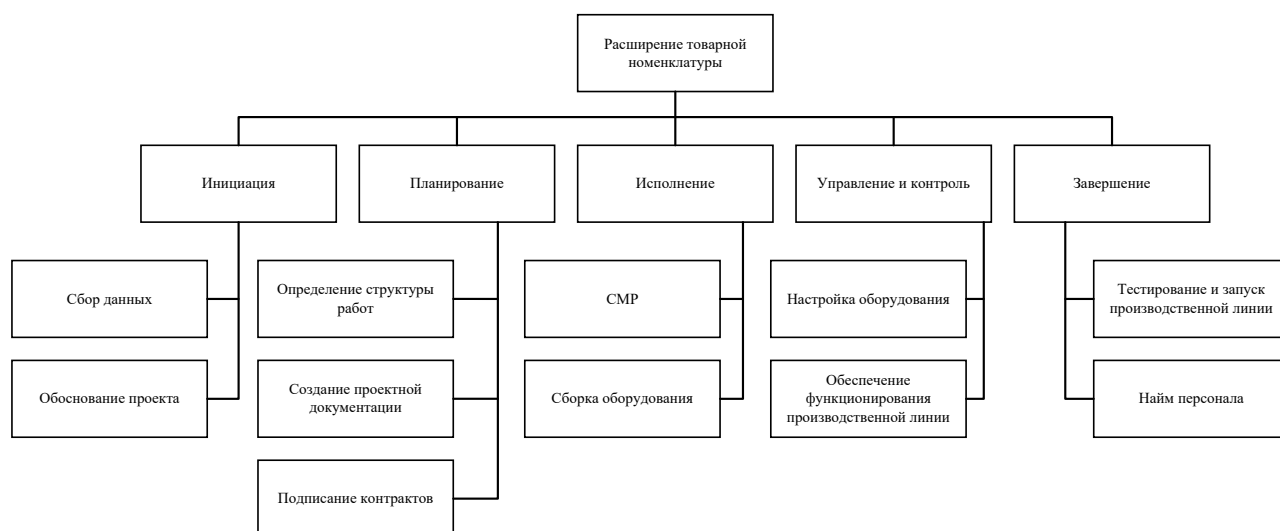 Расширение товарной
номенклатуры
Инициация
Планирование
Исполнение
Управление и контроль
Завершение
Сбор данных
Определение структуры
работ
СМР
Настройка оборудования
Тестирование и запуск
производственной линии
Обоснование проекта
Создание проектной
документации
Сборка оборудования
Обеспечение
функционирования
производственной линии
Найм персонала
Подписание контрактов